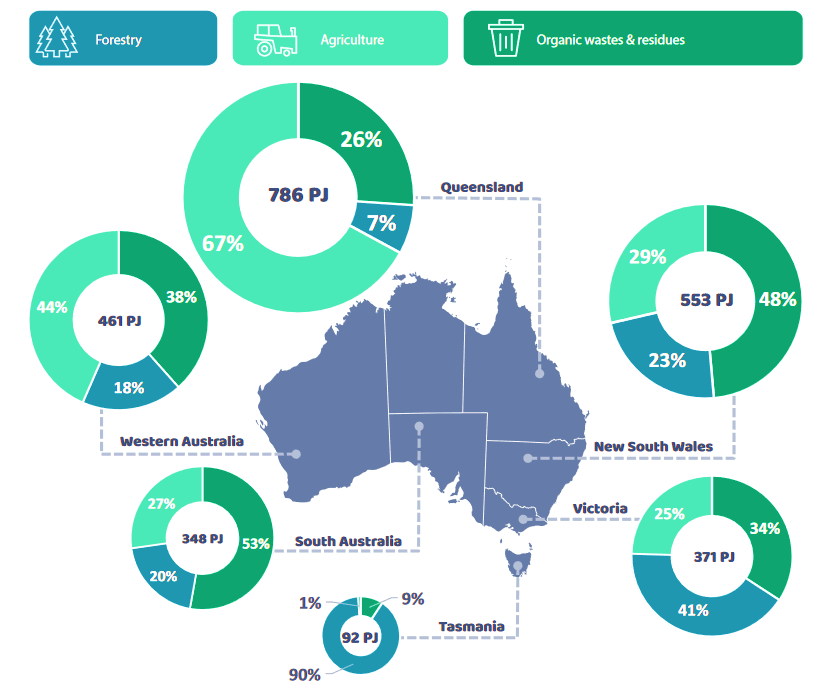 Forestry
Agriculture
Organic wastes & residues
26%
786 PJ
7%
67%
Queensland
44%
461 PJ
38%
18%
Western Australia
29%
553 PJ
48%
23%
New South Wales
27%
348 PJ
53%
20%
South Australia
25%
34%
371 PJ
41%
Victoria
1%
9%
92 PJ
90%
Tasmania